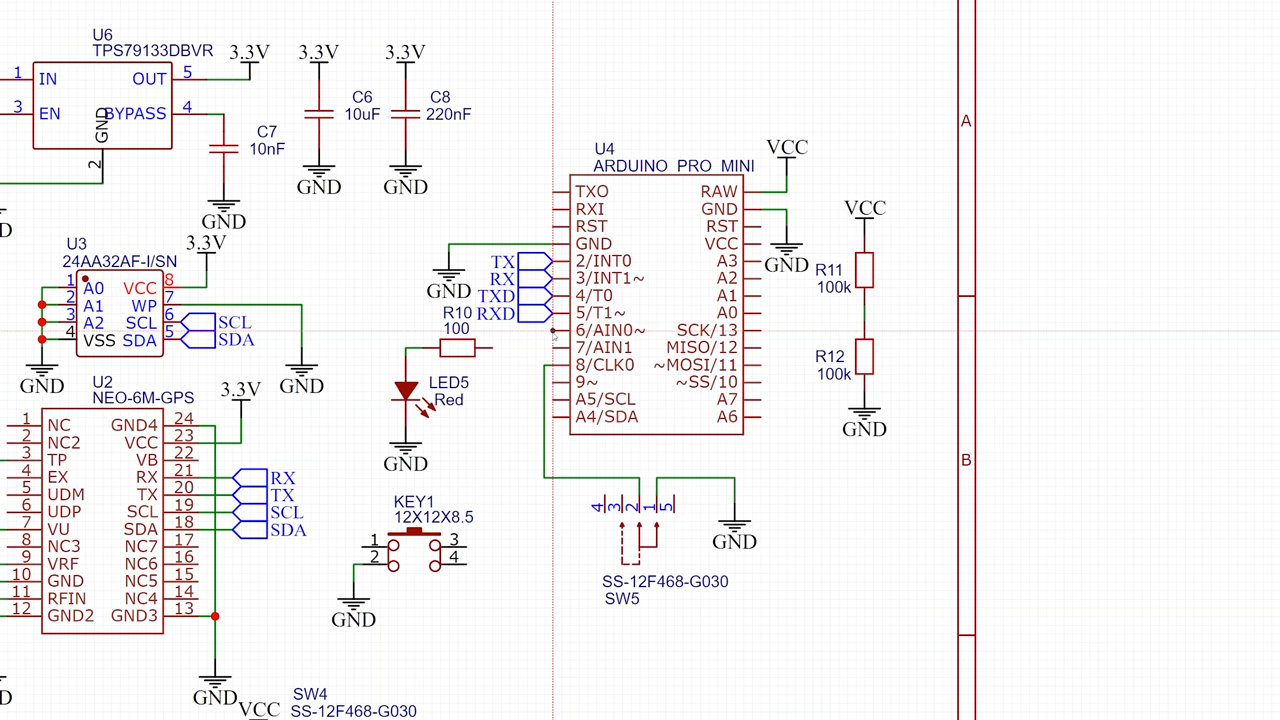 U6
TPS79133DBVR
1 IN OUT 5
3 EN BYPASS 4
GND
2
3.3V
3.3V
3.3V
C7
10nF
C6
10uF
C8
220nF
GND
GND
GND
D
U3
24AA32AF-I/SN
3.3V
1 A0 VCC 8
2 A1 WP 7
3 A2 SCL 6
4 VSS SDA 5
SCL
SDA
GND
GND
U2
NEO-6M-GPS
3.3V
1 NC GND4 24
2 NC2 VCC 23
3 TP VB 22
4 EX RX 21
5 UDM TX 20
6 UDP SCL 19
7 VU SDA 18
8 NC3 NC7 17
9 VRF NC6 16
10 GND NC5 15
11 RFIN NC4 14
12 GND2 GND3 13
RX
TX
SCL
SDA
D
GND
VCC
SW4
SS-12F468-G030
R10
100
LED5
Red
GND
KEY1
12X12X8.5
1 3
2 4
GND
U4
ARDUINO PRO MINI
TXO RAW
RXI GND
RST RST
GND VCC
2/INT0 A3
3/INT1~ A2
4/T0 A1
5/T1~ A0
6/AIN0~ SCK/13
7/AIN1 MISO/12
8/CLK0 ~MOSI/11
9~ ~SS/10
A5/SCL A7
A4/SDA A6
GND
TX
RX
TXD
RXD
VCC
GND
VCC
R11
100k
R12
100k
GND
4 3 2 1 5
GND
SS-12F468-G030
SW5
A
B